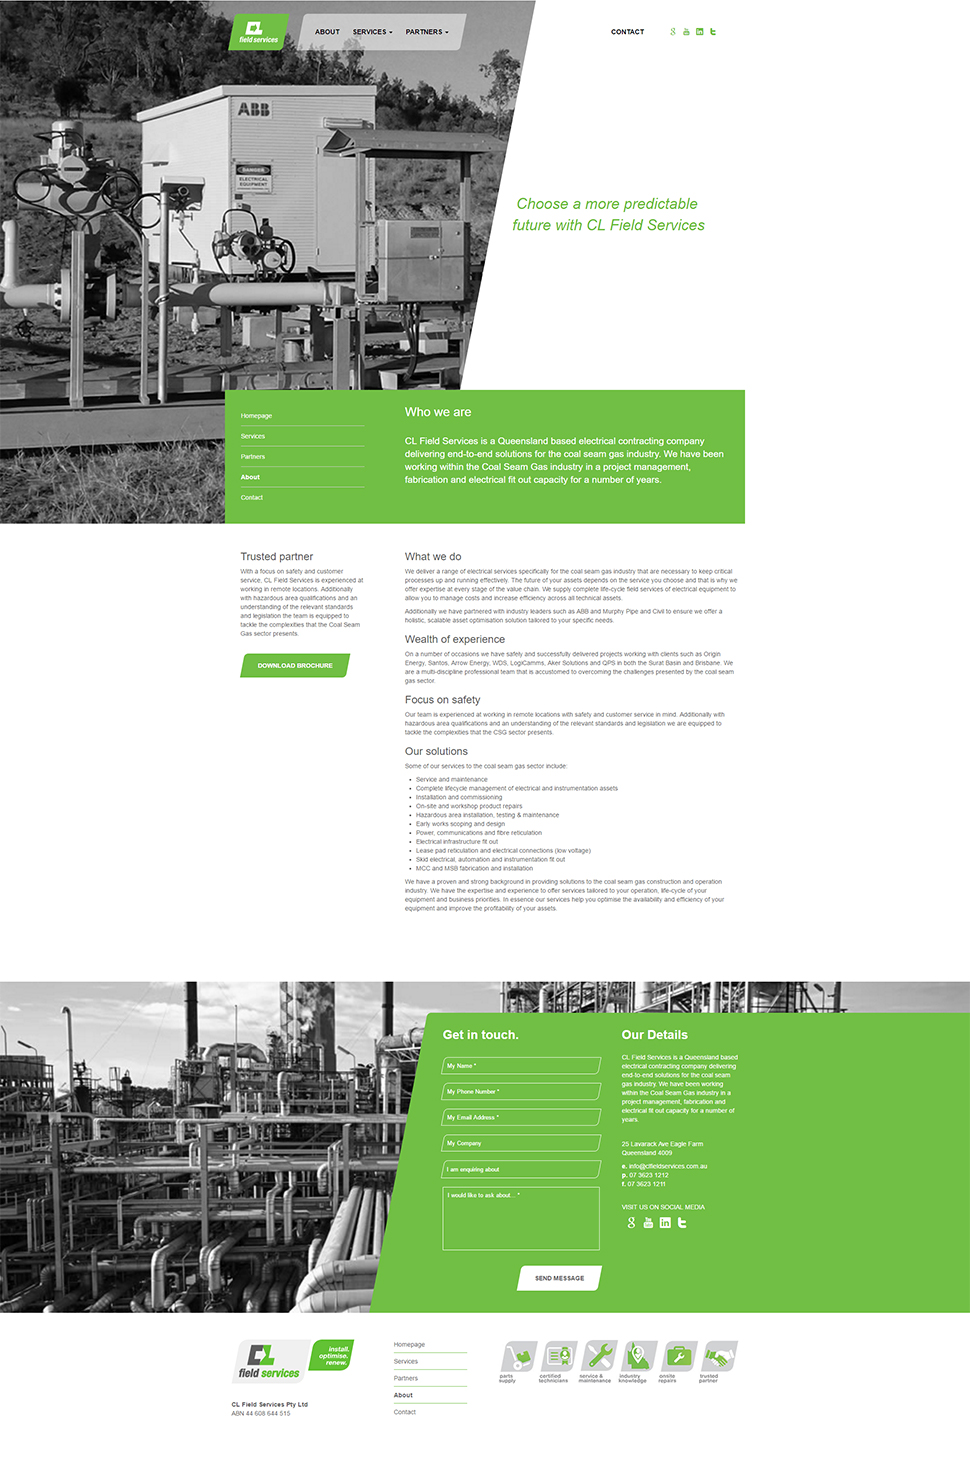 CL
field services
ABOUT
SERVICES
PARTNERS
CONTACT
ABB
DANGER
ELECTRICAL
EQUIPMENT
Choose a more predictable
future with CL Field Services
Homepage
Services
Partners
About
Contact
Who we are
CL Field Services is a Queensland based electrical contracting company
delivering end-to-end solutions for the coal seam gas industry. We have been
working within the Coal Seam Gas industry in a project management,
fabrication and electrical fit out capacity for a number of years.
Trusted partner
With a focus on safety and customer
service, CL Field Services is experienced at
working in remote locations. Additionally
with hazardous area qualifications and an
understanding of the relevant standards
and legislation the team is equipped to
tackle the complexities that the Coal Seam
Gas sector presents.
DOWNLOAD BROCHURE
What we do
We deliver a range of electrical services specifically for the coal seam gas industry that are necessary to keep critical
processes up and running effectively. The future of your assets depends on the service you choose and that is why we
offer expertise at every stage of the value chain. We supply complete life-cycle field services of electrical equipment to
allow you to manage costs and increase efficiency across all technical assets.
Additionally we have partnered with industry leaders such as ABB and Murphy Pipe and Civil to ensure we offer a
holistic, scalable asset optimisation solution tailored to your specific needs.
Wealth of experience
On a number of occasions we have safely and successfully delivered projects working with clients such as Origin
Energy, Santos, Arrow Energy, WDS, LogiCamms, Aker Solutions and QPS in both the Surat Basin and Brisbane. We
are a multi-discipline professional team that is accustomed to overcoming the challenges presented by the coal seam
gas sector.
Focus on safety
Our team is experienced at working in remote locations with safety and customer service in mind. Additionally with
hazardous area qualifications and an understanding of the relevant standards and legislation we are equipped to
tackle the complexities that the CSG sector presents.
Our solutions
Some of our services to the coal seam gas sector include:
• Service and maintenance
• Complete lifecycle management of electrical and instrumentation assets
• Installation and commissioning
• On-site and workshop product repairs
• Hazardous area installation, testing & maintenance
• Early works scoping and design
• Power, communications and fibre reticulation
• Electrical infrastructure fit out
• Lease pad reticulation and electrical connections (low voltage)
• Skid electrical, automation and instrumentation fit out
• MCC and MSB fabrication and installation
We have a proven and strong background in providing solutions to the coal seam gas construction and operation
industry. We have the expertise and experience to offer services tailored to your operation, life-cycle of your
equipment and business priorities. In essence our services help you optimise the availability and efficiency of your
equipment and improve the profitability of your assets.
Get in touch.
My Name *
My Phone Number *
My Email Address *
My Company
I am enquiring about
I would like to ask about... *
SEND MESSAGE
Our Details
CL Field Services is a Queensland based
electrical contracting company delivering
end-to-end solutions for the coal seam
gas industry. We have been working
within the Coal Seam Gas industry in a
project management, fabrication and
electrical fit out capacity for a number of
years.
25 Lavarack Ave Eagle Farm
Queensland 4009
e. info@clfieldservices.com.au
p. 07 3623 1212
f. 07 3623 1211
VISIT US ON SOCIAL MEDIA
CL
field services
install.
optimise.
renew.
CL Field Services Pty Ltd
ABN 44 608 644 515
Homepage
Services
Partners
About
Contact
parts
supply
certified
technicians
service &
maintenance
industry
knowledge
onsite
repairs
trusted
partner